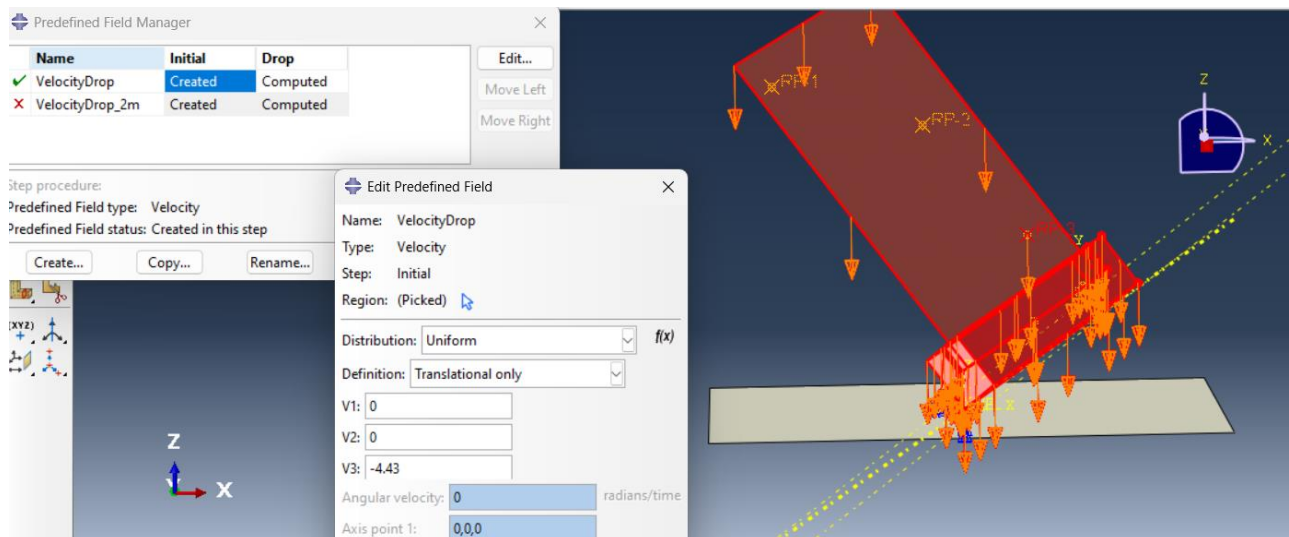 Predefined Field Manager
Name Initial Drop
VelocityDrop Created Computed
VelocityDrop_2m Created Computed
Edit...
Move Left
Move Right
Step procedure:
Predefined Field type: Velocity
Predefined Field status: Created in this step
Create... Copy... Rename...
Edit Predefined Field
Name: VelocityDrop
Type: Velocity
Step: Initial
Region: (Picked)
Distribution: Uniform f(x)
Definition: Translational only
V1: 0
V2: 0
V3: -4.43
Angular velocity: 0 radians/time
Axis point 1: 0,0,0
(XYZ)
Z
Y X
RP-1
RP-2
RP-3
Y
X
Z
X